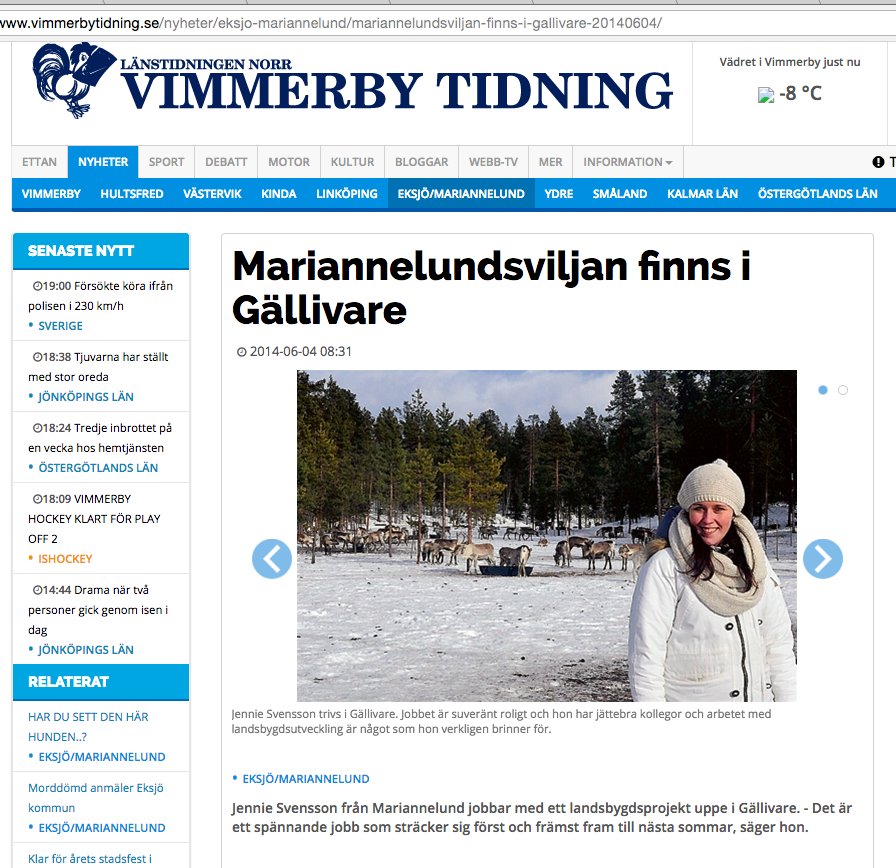 www.vimmerbytidning.se/nyheter/eksjo-mariannelund/mariannelundsviljan-finns-i-gallivare-20140604/
LÄNSTIDNINGEN NORR
VIMMERBY TIDNING
Vädret i Vimmerby just nu
-8 °C
ETTAN NYHETER SPORT DEBATT MOTOR KULTUR BLOGGAR WEBB-TV MER INFORMATION
VIMMERBY HULTSFRED VÄSTERVIK KINDA LINKÖPING EKSJÖ/MARIANNELUND YDRE SMÅLAND KALMAR LÄN ÖSTERGÖTLANDS LÄN
SENASTE NYTT
19:00 Försökte köra ifrån
polisen i 230 km/h
• SVERIGE
18:38 Tjuvarna har ställt
med stor oreda
• JÖNKÖPINGS LÄN
18:24 Tredje inbrottet på
en vecka hos hemtjänsten
• ÖSTERGÖTLANDS LÄN
18:09 VIMMERBY
HOCKEY KLART FÖR PLAY
OFF 2
• ISHOCKEY
14:44 Drama när två
personer gick genom isen i
dag
• JÖNKÖPINGS LÄN
RELATERAT
HAR DU SETT DEN HÄR
HUNDEN..?
• EKSJÖ/MARIANNELUND
Morddömd anmäler Eksjö
kommun
• EKSJÖ/MARIANNELUND
Klar för årets stadsfest i
Mariannelundsviljan finns i
Gällivare
2014-06-04 08:31
Jennie Svensson trivs i Gällivare. Jobbet är suveränt roligt och hon har jättebra kollegor och arbetet med
landsbygdsutveckling är något som hon verkligen brinner för.
• EKSJÖ/MARIANNELUND
Jennie Svensson från Mariannelund jobbar med ett landsbygdsprojekt uppe i Gällivare. - Det är
ett spännande jobb som sträcker sig först och främst fram till nästa sommar, säger hon.